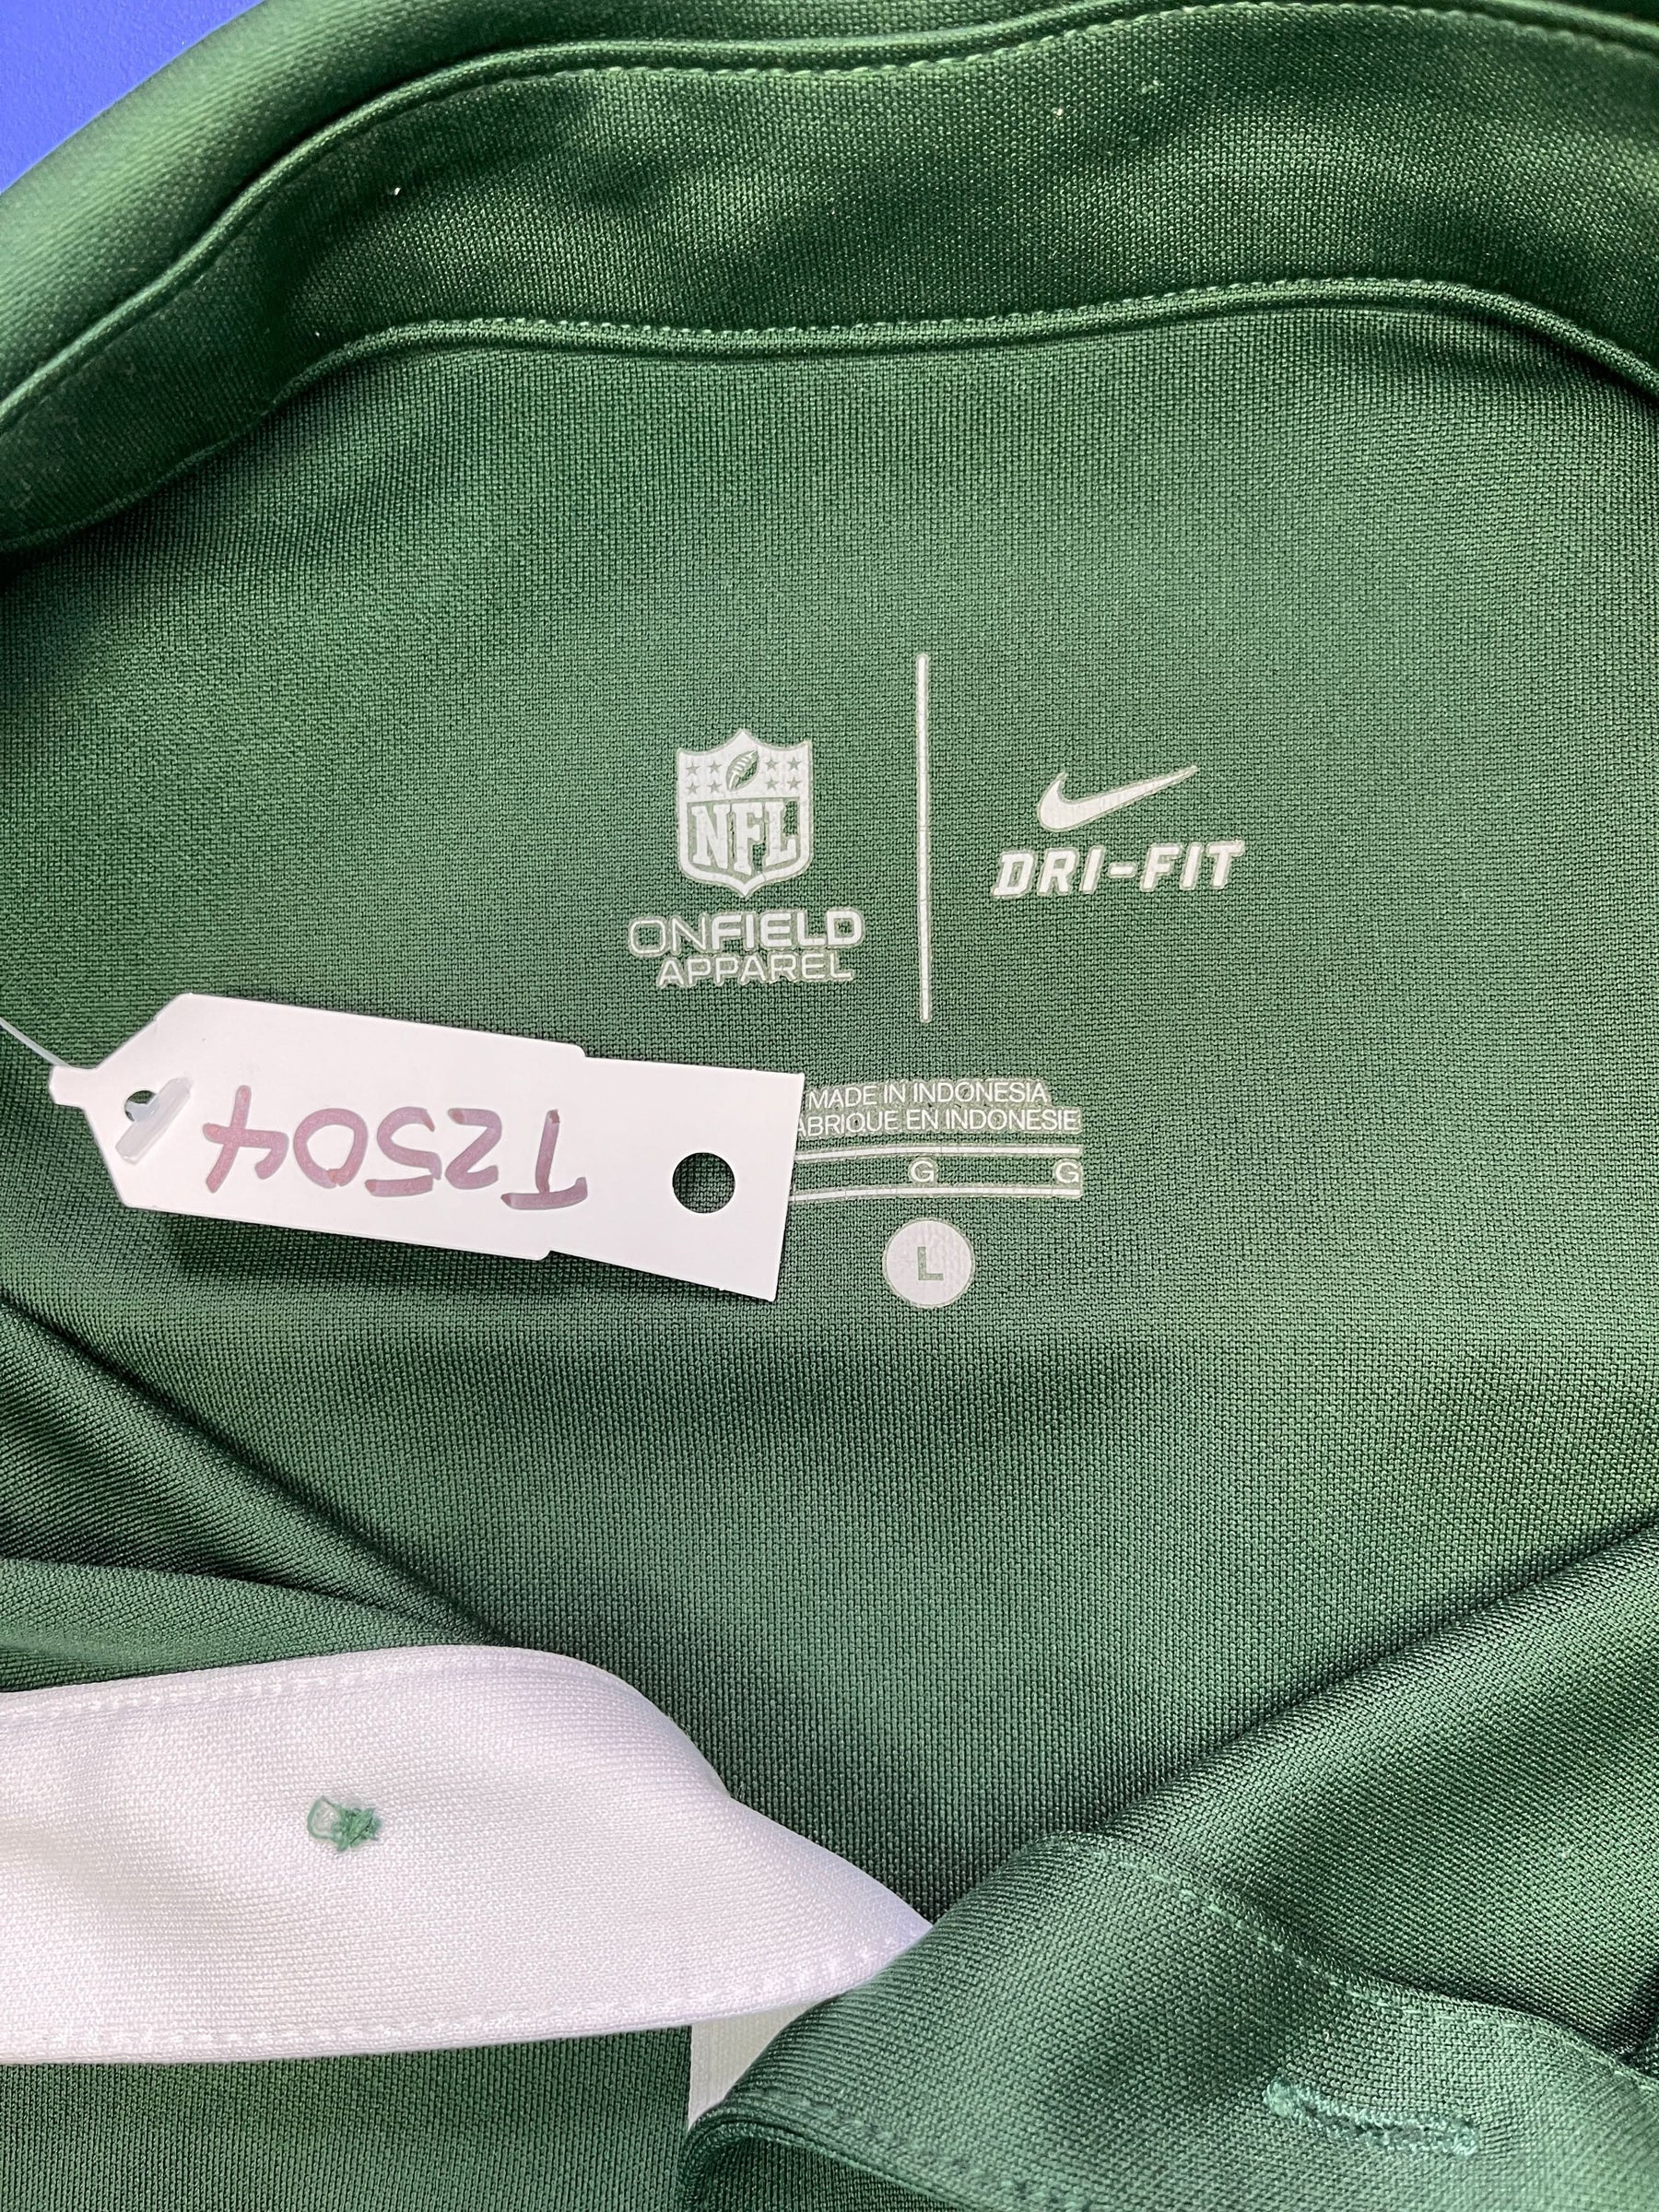 NFL
ONFIELD
APPAREL
DRI-FIT
MADE IN INDONESIA
ABRIQUE EN INDONESIE
G G
L
T2504